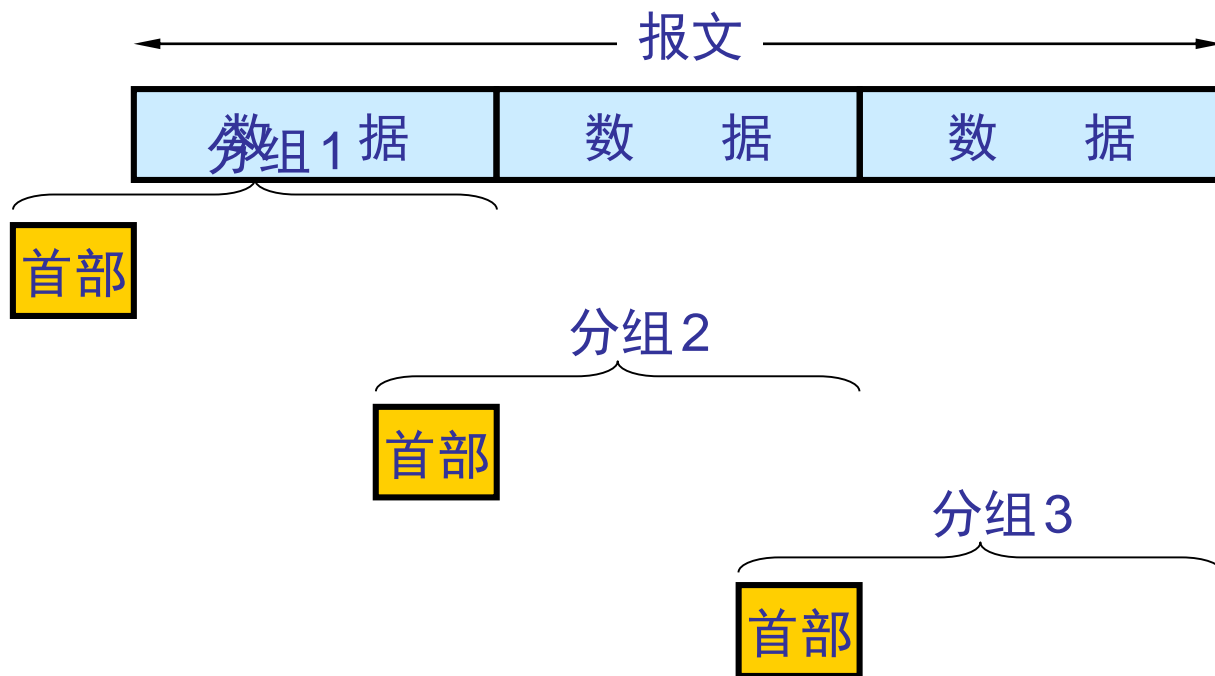 报文
数 据 数 据 数 据
分组1
首部
分组2
首部
分组3
首部